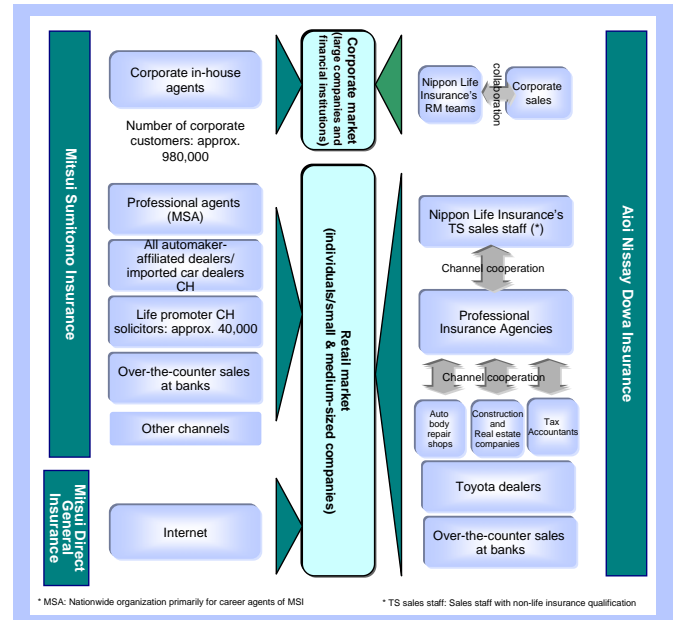 Mitsui Sumitomo Insurance
Corporate in-house
agents
Number of corporate
customers: approx.
980,000
Professional agents
(MSA)
All automaker-
affiliated dealers/
imported car dealers
CH
Life promoter CH
solicitors: approx. 40,000
Over-the-counter sales
at banks
Other channels
Mitsui Direct
General
Insurance
Internet
Corporate market
(large companies and
financial institutions)
Retail market
(individuals/small & medium-sized companies)
Nippon Life
Insurance's
RM teams
collaboration
Corporate
sales
Nippon Life Insurance's
TS sales staff (*)
Channel cooperation
Professional
Insurance Agencies
Channel cooperation
Auto
body
repair
shops
Construction
and
Real estate
companies
Tax
Accountants
Toyota dealers
Over-the-counter sales
at banks
Aioi Nissay Dowa Insurance
* MSA: Nationwide organization primarily for career agents of MSI
* TS sales staff: Sales staff with non-life insurance qualification